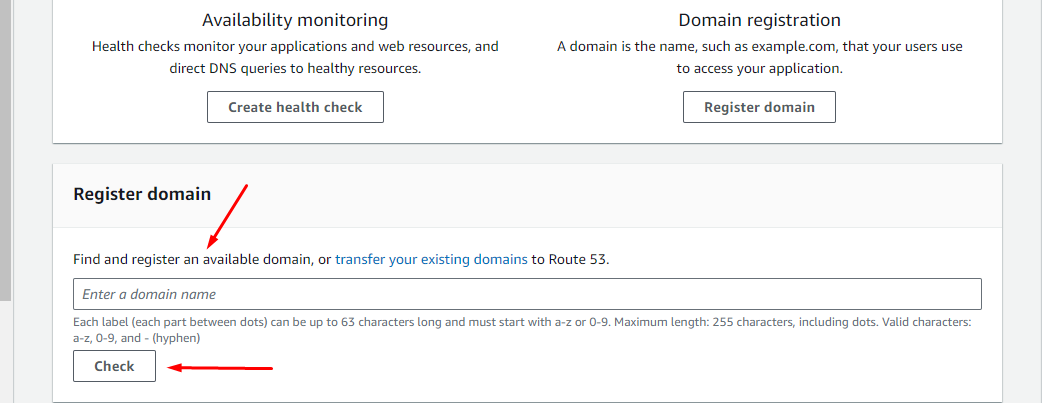 Availability monitoring
Health checks monitor your applications and web resources, and
direct DNS queries to healthy resources.
Create health check
Domain registration
A domain is the name, such as example.com, that your users use
to access your application.
Register domain
Register domain
Find and register an available domain, or transfer your existing domains to Route 53.
Enter a domain name
Each label (each part between dots) can be up to 63 characters long and must start with a-z or 0-9. Maximum length: 255 characters, including dots. Valid characters:
a-z, 0-9, and - (hyphen)
Check